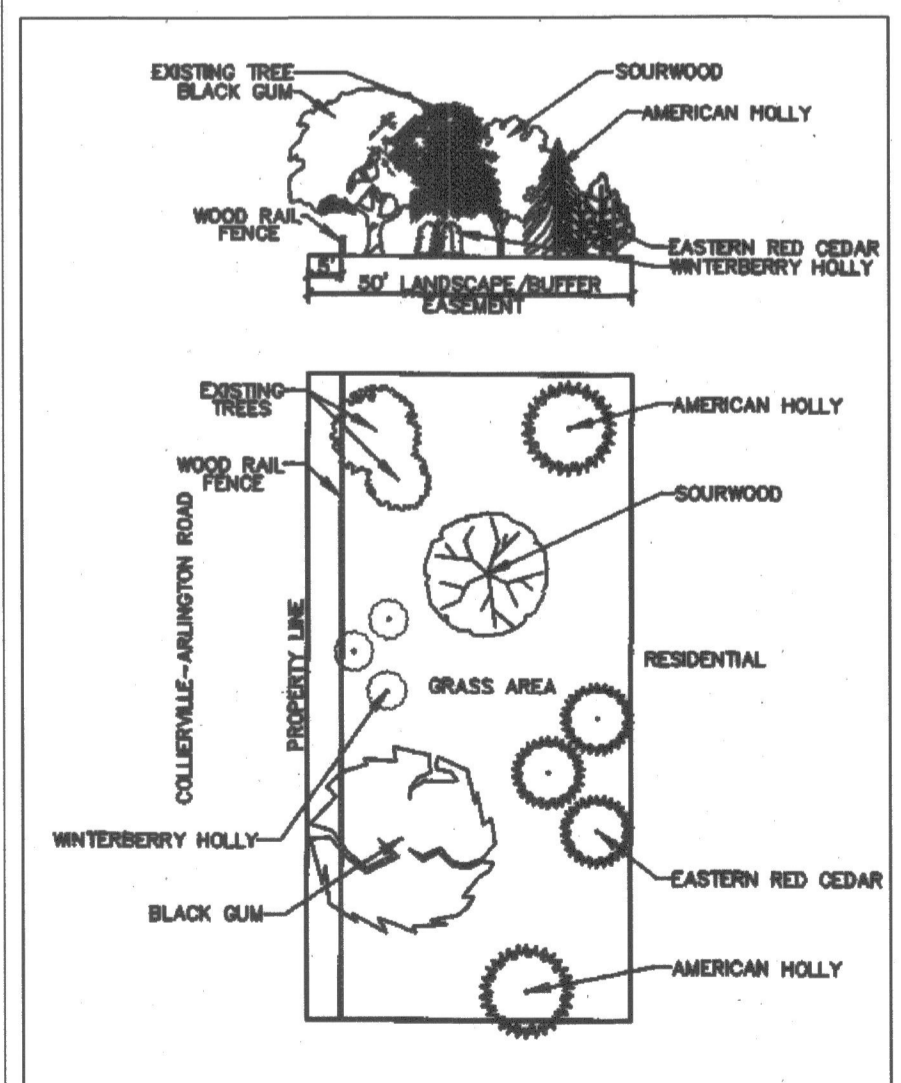 EXISTING TREE
BLACK GUM
SOURWOOD
AMERICAN HOLLY
WOOD RAIL
FENCE
EASTERN RED CEDAR
WINTERBERRY HOLLY
5'
50' LANDSCAPE/BUFFER
EASEMENT
EXISTING
TREES
AMERICAN HOLLY
WOOD RAIL
FENCE
SOURWOOD
COLLIERVILLE-ARLINGTON ROAD
PROPERTY LINE
GRASS AREA
RESIDENTIAL
WINTERBERRY HOLLY
EASTERN RED CEDAR
BLACK GUM
AMERICAN HOLLY